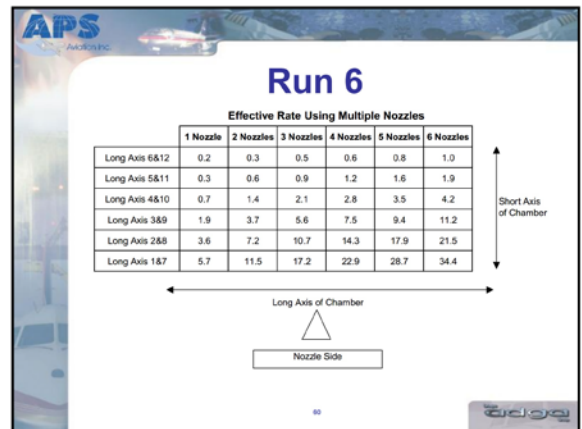 APS
Aviation Inc.
Run 6
Effective Rate Using Multiple Nozzles
1 Nozzle 2 Nozzles 3 Nozzles 4 Nozzles 5 Nozzles 6 Nozzles
Long Axis 6&12 0.2 0.3 0.5 0.6 0.8 1.0
Long Axis 5&11 0.3 0.6 0.9 1.2 1.6 1.9
Long Axis 4&10 0.7 1.4 2.1 2.8 3.5 4.2
Long Axis 3&9 1.9 3.7 5.6 7.5 9.4 11.2
Long Axis 2&8 3.6 7.2 10.7 14.3 17.9 21.5
Long Axis 1&7 5.7 11.5 17.2 22.9 28.7 34.4
Short Axis
of Chamber
Long Axis of Chamber
Nozzle Side
60